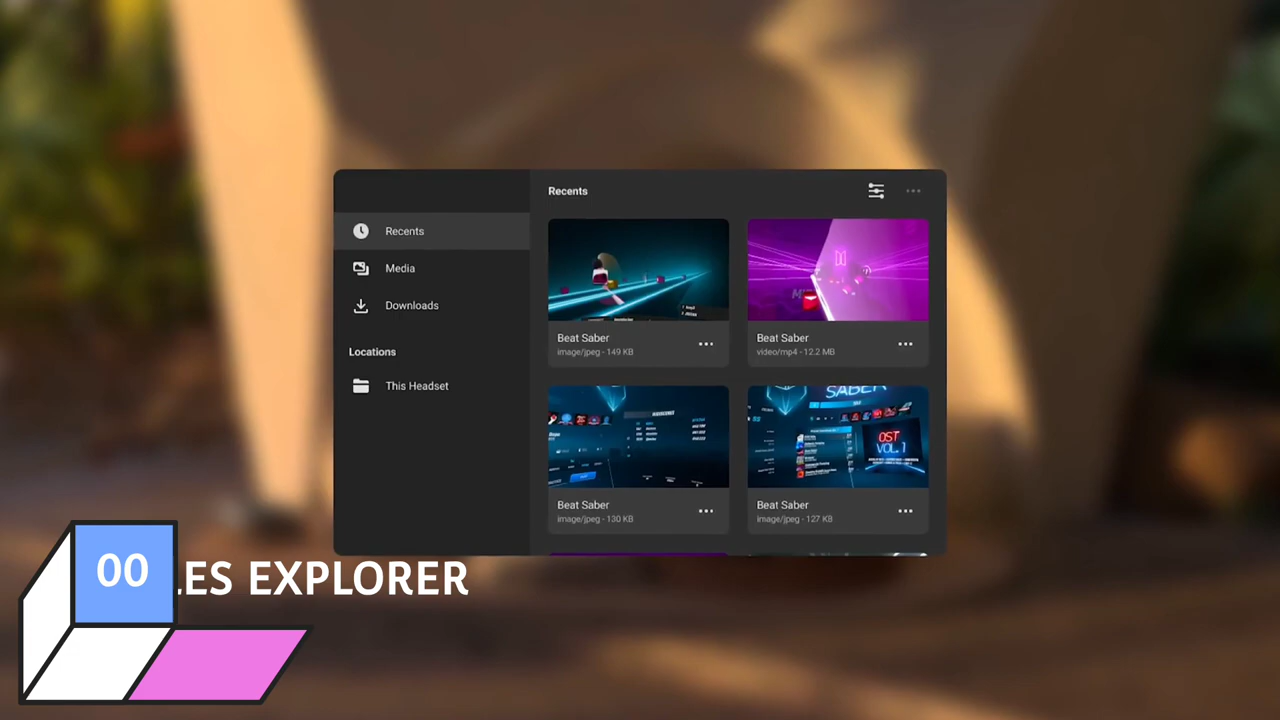 Recents
Recents
Media
Downloads
Locations
This Headset
Beat Saber
image/jpeg - 149 KB
Beat Saber
video/mp4 - 12.2 MB
SABER
OST
VOL. 1
Beat Saber
image/jpeg - 130 KB
Beat Saber
image/jpeg - 127 KB
00
LES EXPLORER